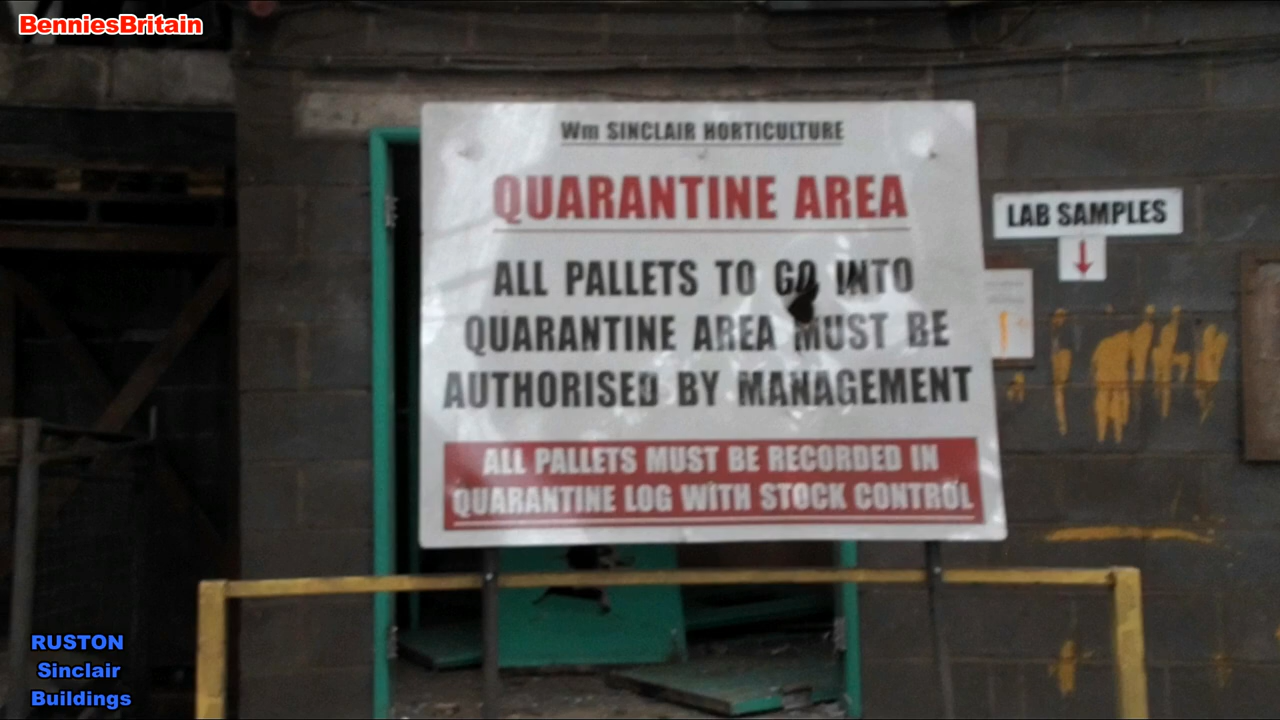 BenniesBritain
Wm SINCLAIR HORTICULTURE
QUARANTINE AREA
ALL PALLETS TO GO INTO
QUARANTINE AREA MUST BE
AUTHORISED BY MANAGEMENT
ALL PALLETS MUST BE RECORDED IN
QUARANTINE LOG WITH STOCK CONTROL
LAB SAMPLES
RUSTON
Sinclair
Buildings